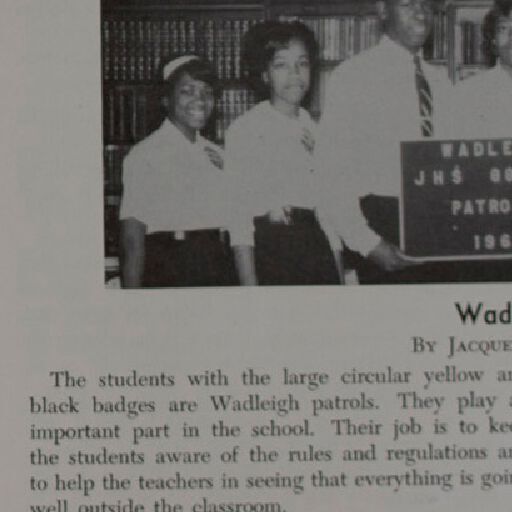 WADLE
JHS 88
PATRO
196
Wad
BY JACQUE
The students with the large circular yellow an
black badges are Wadleigh patrols. They play a
important part in the school. Their job is to kee
the students aware of the rules and regulations an
to help the teachers in seeing that everything is goin
well outside the classroom.